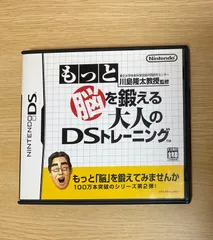 NINTENDO DS
Nintendo
もっと
川島隆太教授監修
脳を鍛える
大人の
DSトレーニング
もっと「脳」を鍛えてみませんか
100万本突破のシリーズ第2弾!